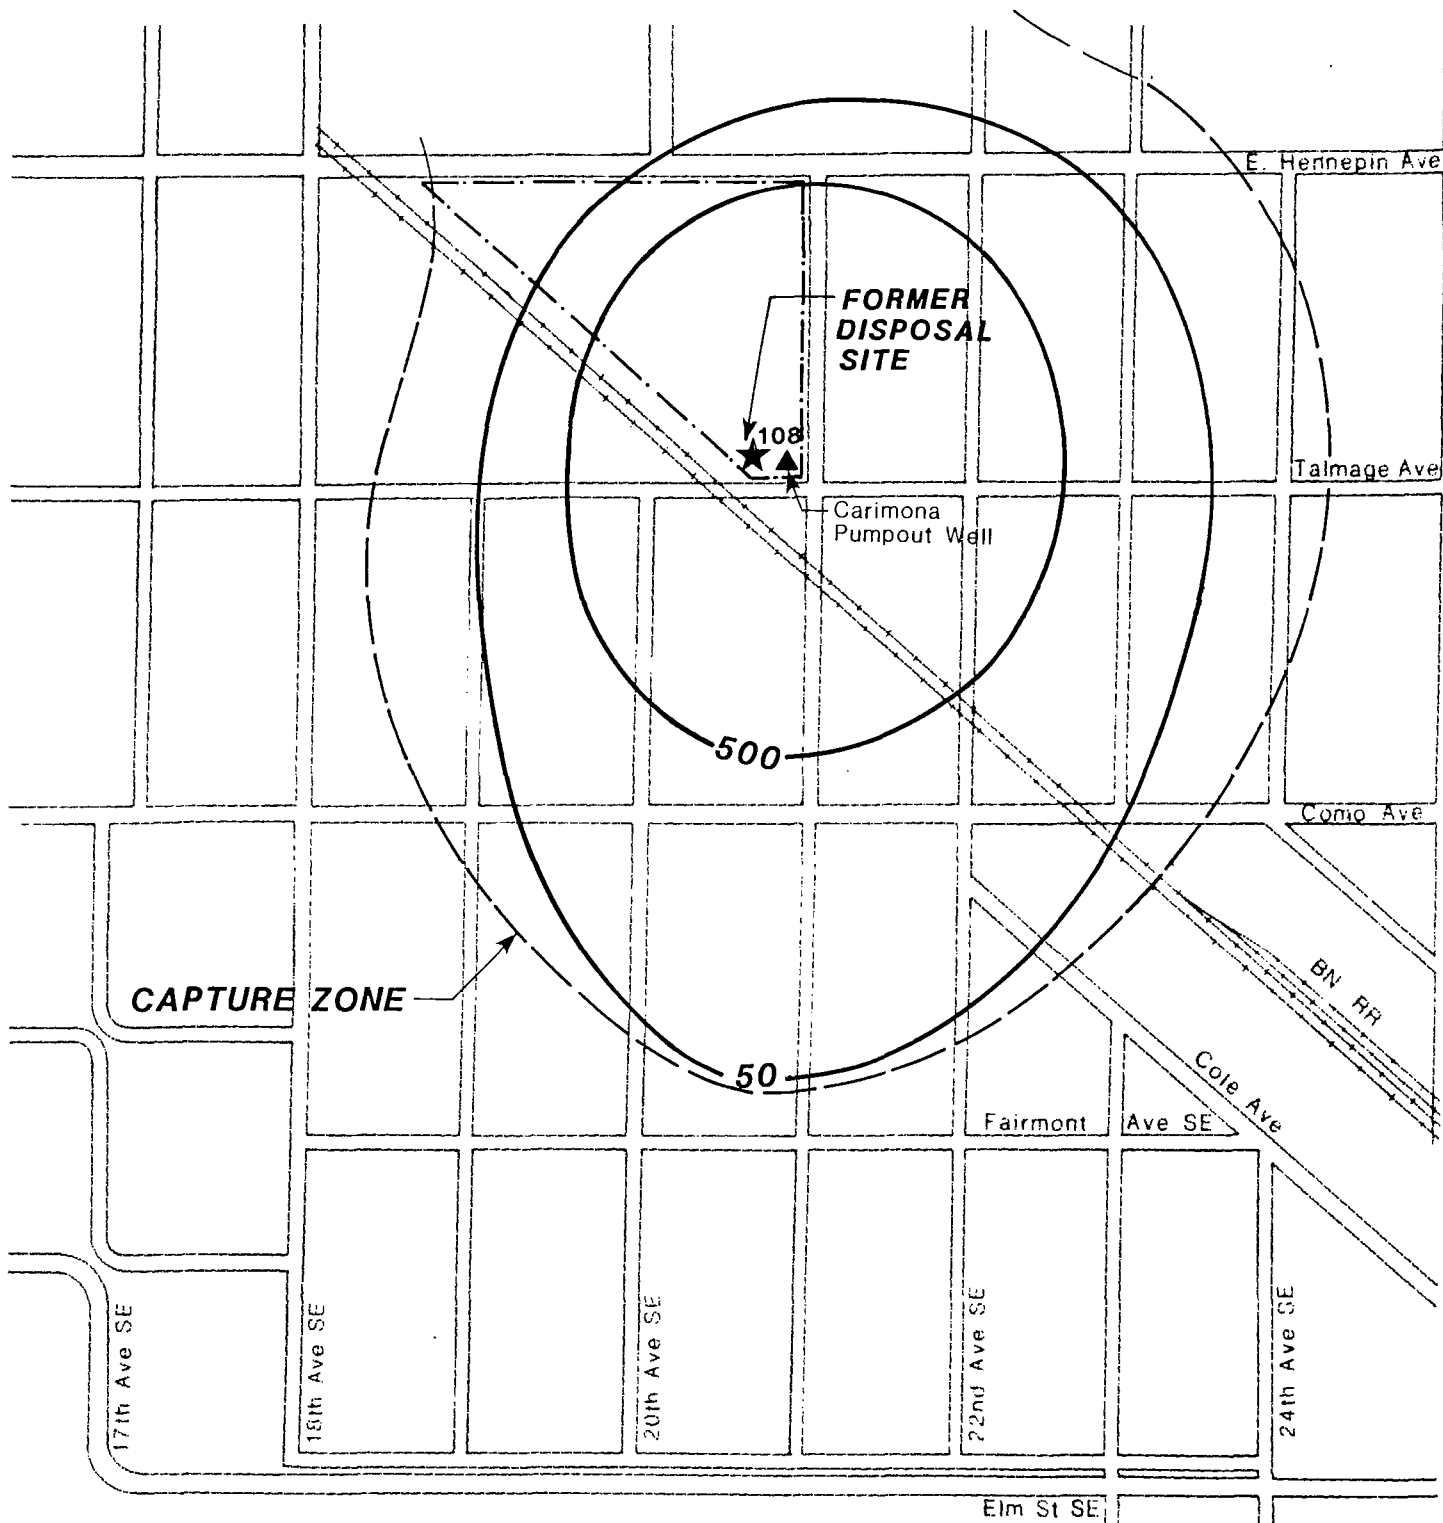 E. Hennepin Ave
FORMER
DISPOSAL
SITE
108
Talmage Ave
Carimona
Pumpout Well
500
Como Ave
BN RR
CAPTURE ZONE
50
Cole Ave
Fairmont Ave SE
17th Ave SE
18th Ave SE
20th Ave SE
22nd Ave SE
24th Ave SE
Elm St SE